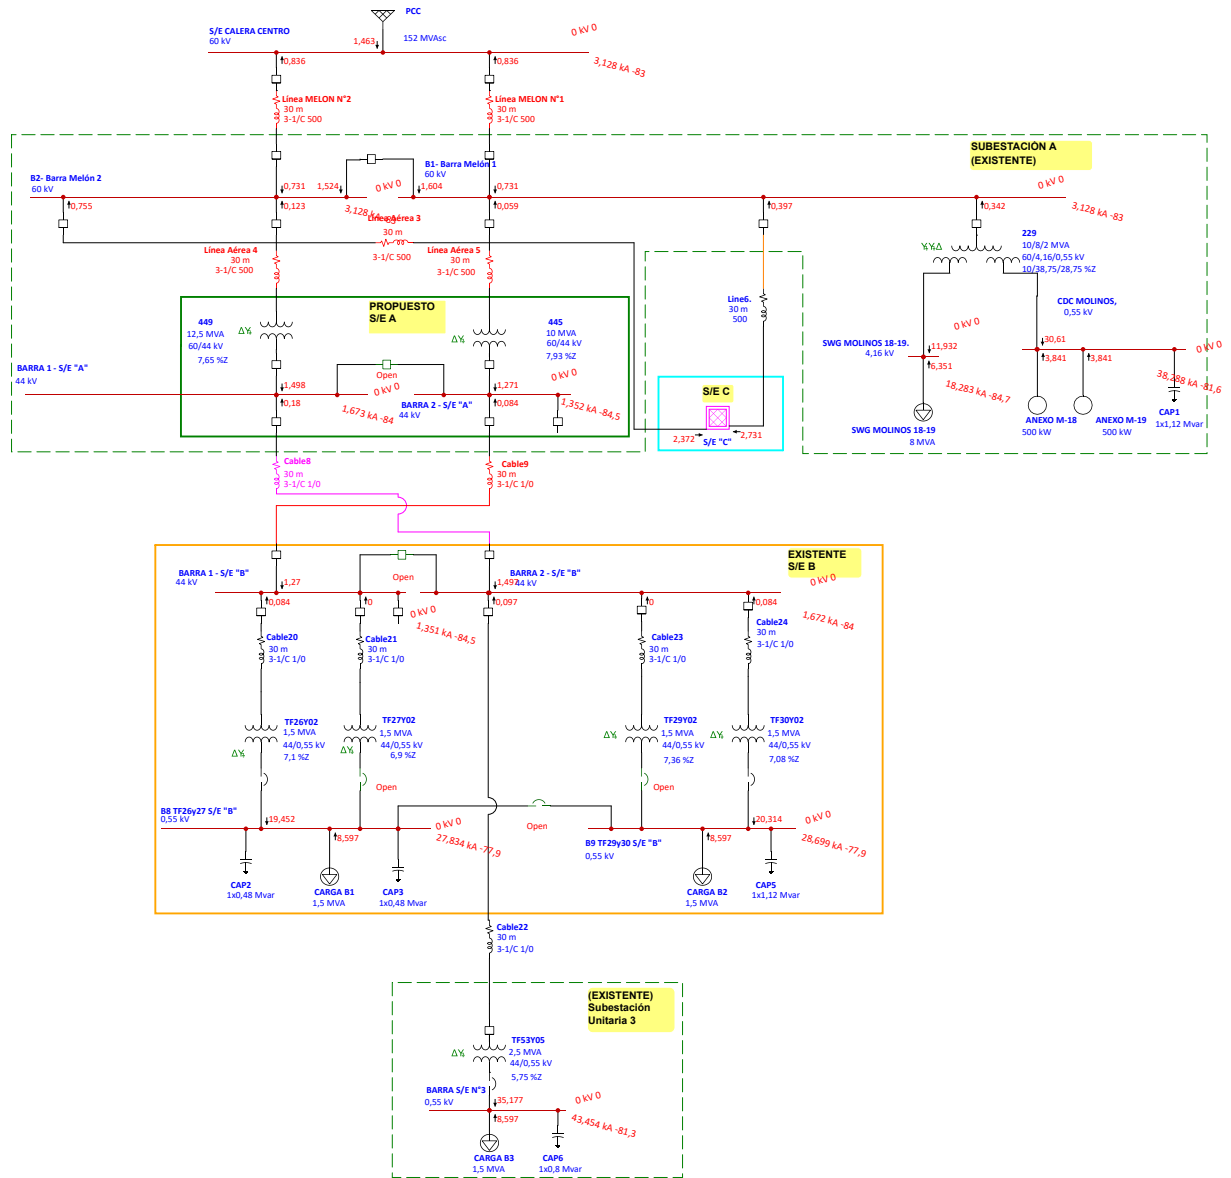 PCC
152 MVAsc
S/E CALERA CENTRO
60 kV
1,463
0 kV 0
3,128 kA -83
0,836
0,836
Línea MELON N°2
30 m
3-1/C 500
Línea MELON N°1
30 m
3-1/C 500
SUBESTACIÓN A
(EXISTENTE)
B2- Barra Melón 2
60 kV
B1- Barra Melón 1
60 kV
0,731
1,524
0 kV 0
1,604
0,731
0 kV 0
0,755
0,123
3,128 kA -83
0,059
0,397
0,342
3,128 kA -83
Línea Aérea 3
30 m
3-1/C 500
Línea Aérea 4
30 m
3-1/C 500
Línea Aérea 5
30 m
3-1/C 500
229
10/8/2 MVA
60/4,16/0,55 kV
10/38,75/28,75 %Z
Line6.
30 m
500
CDC MOLINOS,
0,55 kV
PROPUESTO
S/E A
449
12,5 MVA
60/44 kV
7,65 %Z
445
10 MVA
60/44 kV
7,93 %Z
SWG MOLINOS 18-19.
4,16 kV
0 kV 0
11,932
6,351
18,283 kA -84,7
SWG MOLINOS 18-19
8 MVA
30,61
0 kV 0
3,841
3,841
38,288 kA -81,6
ANEXO M-18
500 kW
ANEXO M-19
500 kW
CAP1
1x1,12 Mvar
BARRA 1 - S/E "A"
44 kV
1,498
Open
0 kV 0
0,18
1,673 kA -84
BARRA 2 - S/E "A"
44 kV
1,271
0 kV 0
0,084
1,352 kA -84,5
S/E C
2,372
2,731
S/E "C"
Cable8
30 m
3-1/C 1/0
Cable9
30 m
3-1/C 1/0
EXISTENTE
S/E B
BARRA 1 - S/E "B"
44 kV
1,27
Open
BARRA 2 - S/E "B"
44 kV
1,497
0 kV 0
0,084
0
0 kV 0
1,351 kA -84,5
0,097
0
0,084
1,672 kA -84
Cable20
30 m
3-1/C 1/0
Cable21
30 m
3-1/C 1/0
Cable23
30 m
3-1/C 1/0
Cable24
30 m
3-1/C 1/0
TF26Y02
1,5 MVA
44/0,55 kV
7,1 %Z
TF27Y02
1,5 MVA
44/0,55 kV
6,9 %Z
TF29Y02
1,5 MVA
44/0,55 kV
7,36 %Z
TF30Y02
1,5 MVA
44/0,55 kV
7,08 %Z
Open
Open
B8 TF26y27 S/E "B"
0,55 kV
19,452
0 kV 0
8,597
27,834 kA -77,9
Open
B9 TF29y30 S/E "B"
0,55 kV
20,314
0 kV 0
8,597
28,699 kA -77,9
CAP2
1x0,48 Mvar
CARGA B1
1,5 MVA
CAP3
1x0,48 Mvar
CARGA B2
1,5 MVA
CAP5
1x1,12 Mvar
Cable22
30 m
3-1/C 1/0
(EXISTENTE)
Subestación
Unitaria 3
TF53Y05
2,5 MVA
44/0,55 kV
5,75 %Z
BARRA S/E N°3
0,55 kV
35,177
0 kV 0
8,597
43,454 kA -81,3
CARGA B3
1,5 MVA
CAP6
1x0,8 Mvar